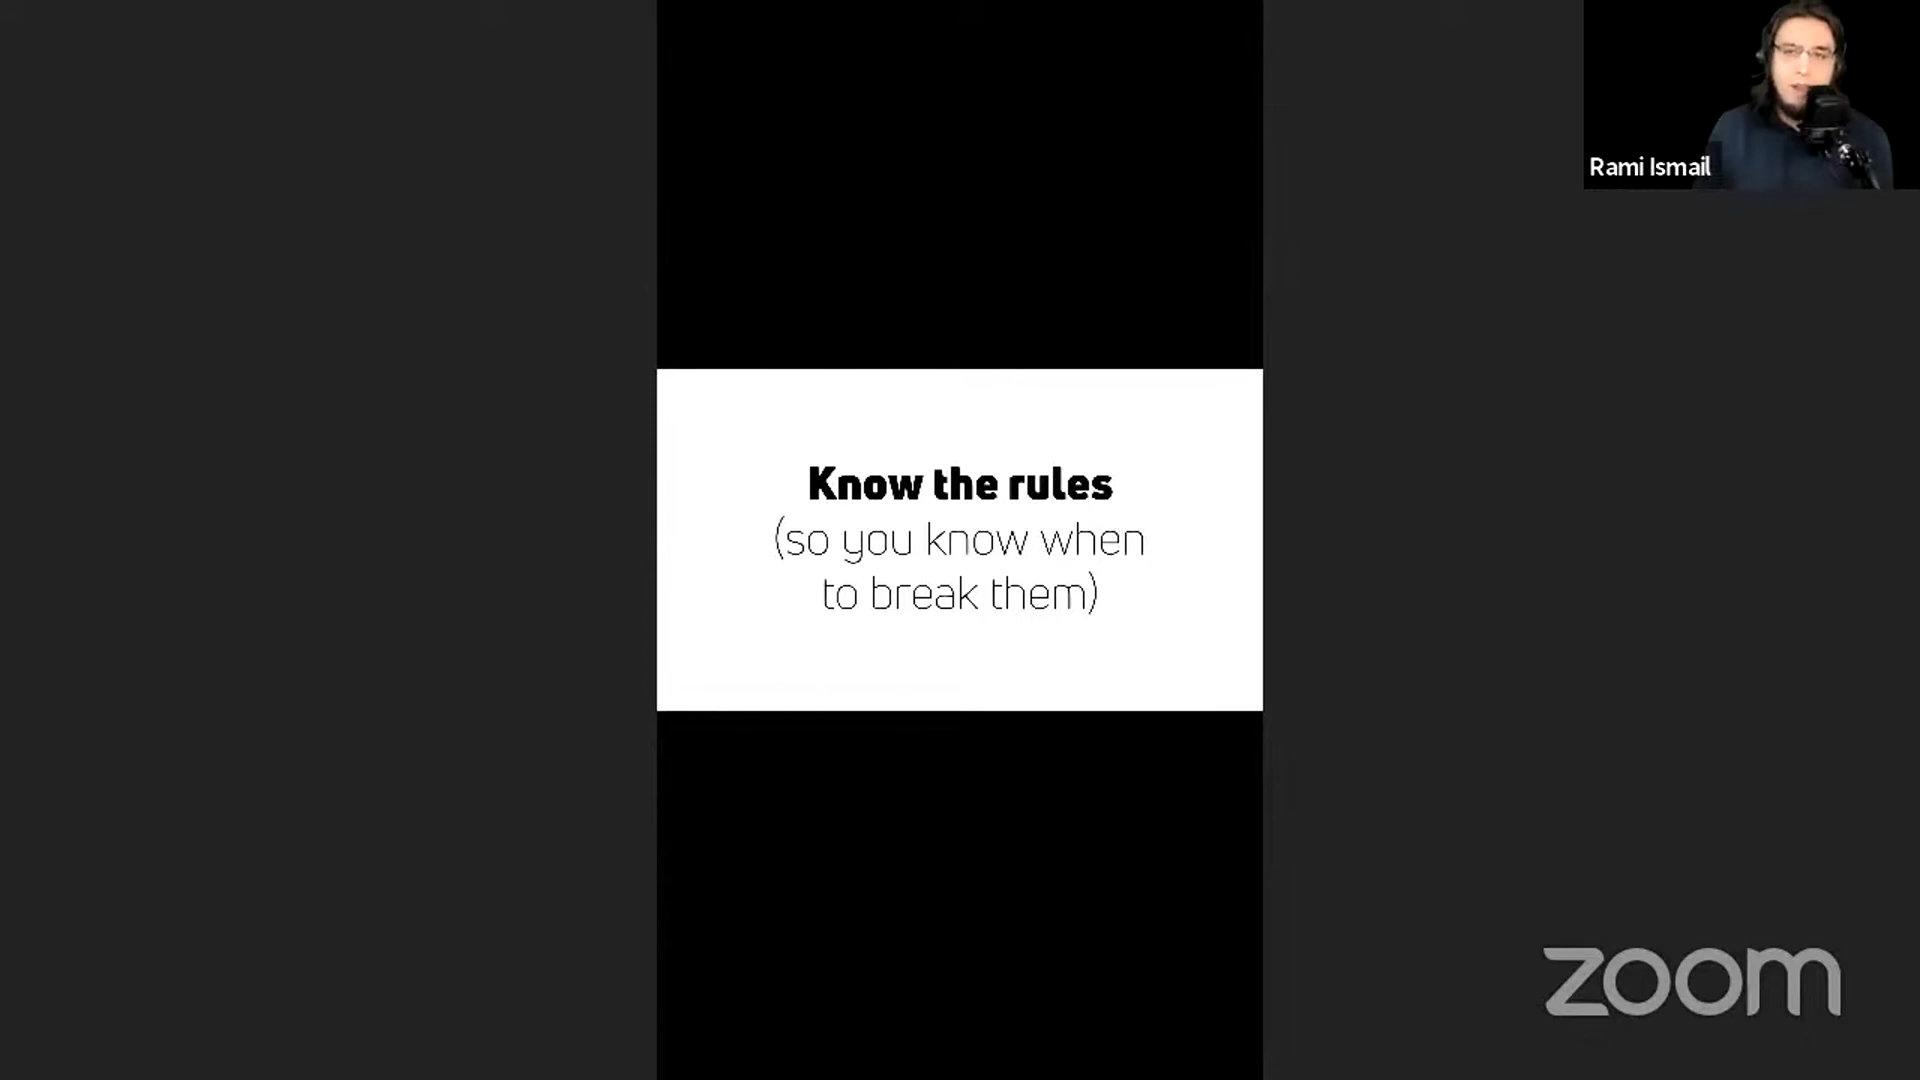 Rami Ismail
Know the rules
(so you know when
to break them)
zoom